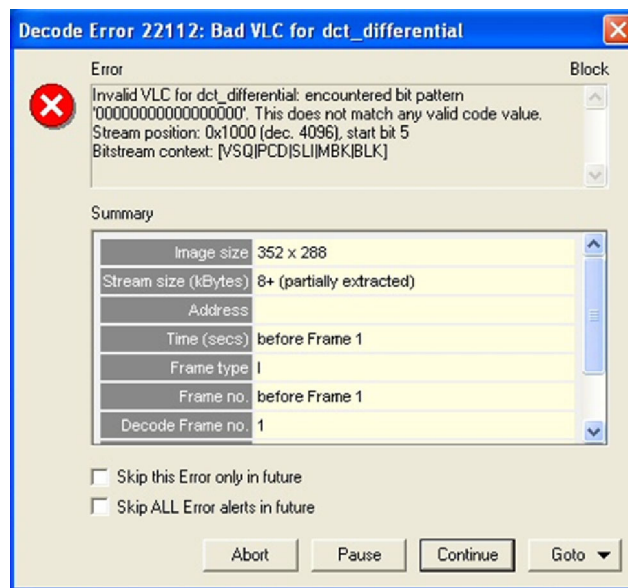 Decode Error 22112: Bad VLC for dct_differential
Error
Block
Invalid VLC for dct_differential: encountered bit pattern
'0000000000000000'. This does not match any valid code value.
Stream position: 0x1000 (dec. 4096), start bit 5
Bitstream context: [VSQ|PCD|SLI|MBK|BLK]
Summary
Image size 352 x 288
Stream size (kBytes) 8+ (partially extracted)
Address
Time (secs) before Frame 1
Frame type I
Frame no. before Frame 1
Decode Frame no. 1
Skip this Error only in future
Skip ALL Error alerts in future
Abort Pause Continue Goto